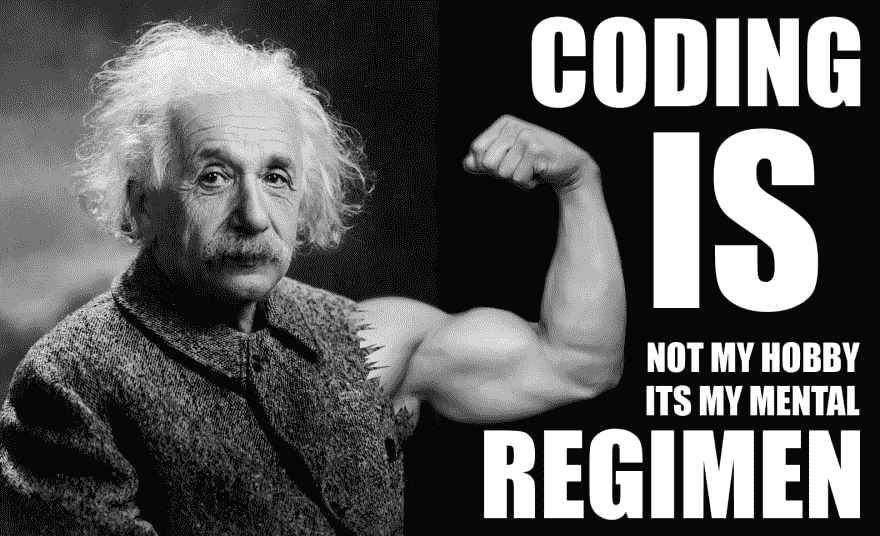 CODING
IS
NOT MY HOBBY
ITS MY MENTAL
REGIMEN